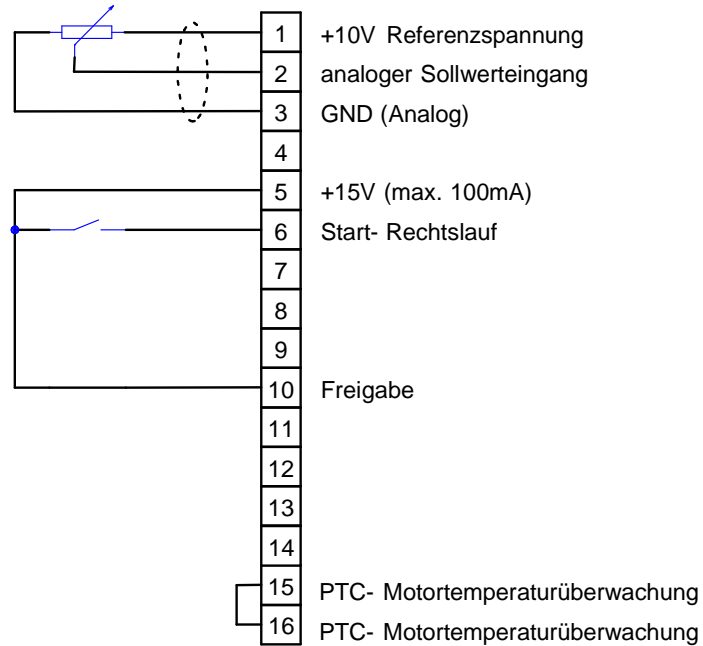 1 +10V Referenzspannung
2 analoger Sollwerteingang
3 GND (Analog)
4
5 +15V (max. 100mA)
6 Start- Rechtslauf
7
8
9
10 Freigabe
11
12
13
14
15 PTC- Motortemperaturüberwachung
16 PTC- Motortemperaturüberwachung